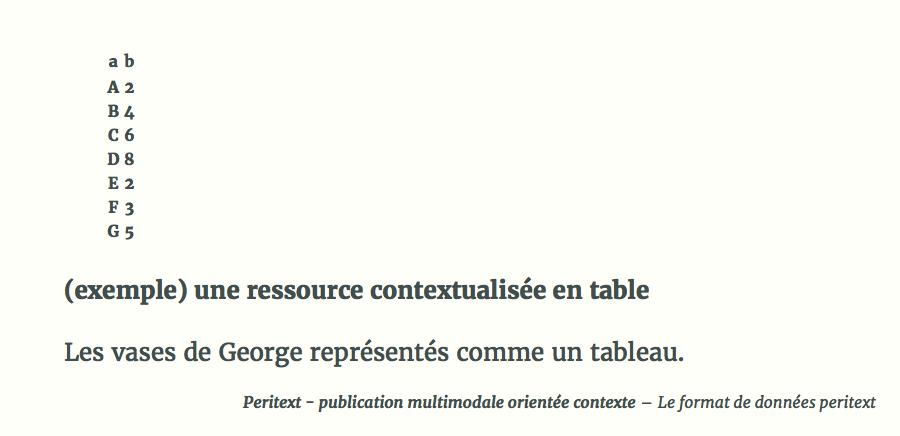 a b
A 2
B 4
C 6
D 8
E 2
F 3
G 5
(exemple) une ressource contextualisée en table
Les vases de George représentés comme un tableau.
Peritext – publication multimodale orientée contexte – Le format de données peritext